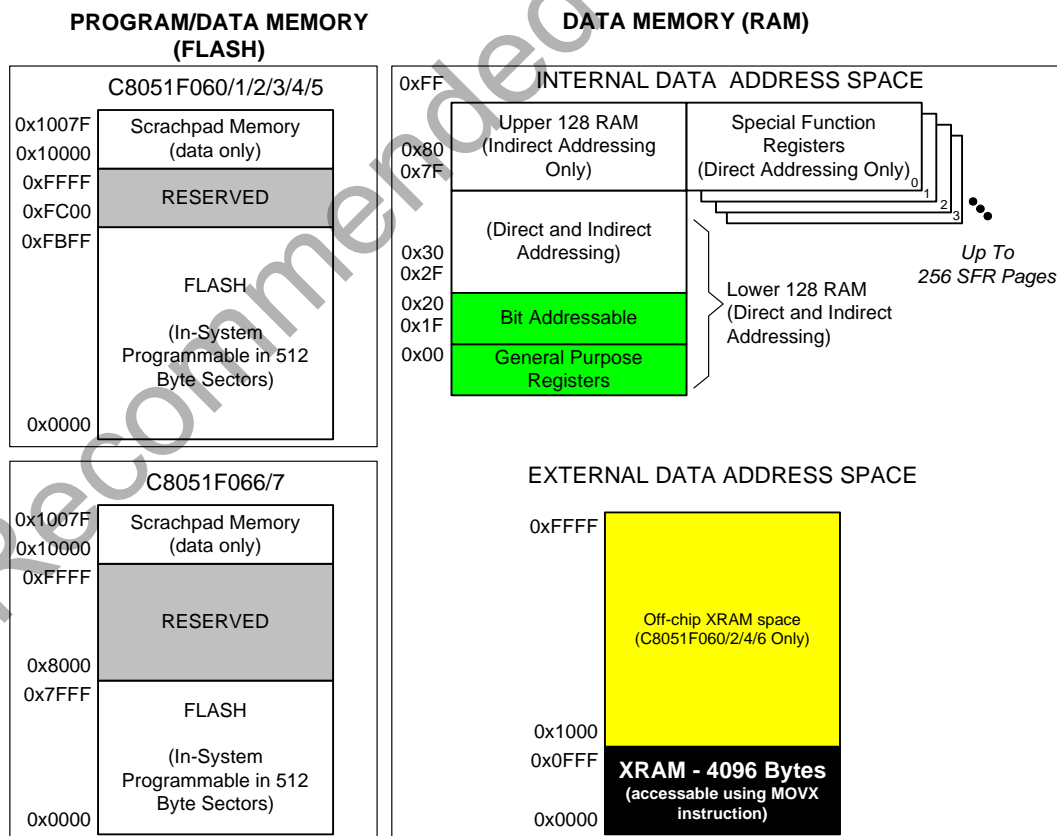 PROGRAM/DATA MEMORY
(FLASH)
DATA MEMORY (RAM)
C8051F060/1/2/3/4/5
0x1007F
Scrachpad Memory
(data only)
0x10000
0xFFFF
RESERVED
0xFC00
0xFBFF
FLASH
(In-System
Programmable in 512
Byte Sectors)
0x0000
C8051F066/7
0x1007F
Scrachpad Memory
(data only)
0x10000
0xFFFF
RESERVED
0x8000
0x7FFF
FLASH
(In-System
Programmable in 512
Byte Sectors)
0x0000
INTERNAL DATA ADDRESS SPACE
0xFF
Upper 128 RAM
(Indirect Addressing
Only)
0x80
0x7F
Special Function
Registers
(Direct Addressing Only)
0
1
2
3
Up To
256 SFR Pages
(Direct and Indirect
Addressing)
0x30
0x2F
Bit Addressable
0x20
0x1F
General Purpose
Registers
0x00
Lower 128 RAM
(Direct and Indirect
Addressing)
EXTERNAL DATA ADDRESS SPACE
0xFFFF
Off-chip XRAM space
(C8051F060/2/4/6 Only)
0x1000
0x0FFF
XRAM - 4096 Bytes
(accessable using MOVX
instruction)
0x0000
Recommended